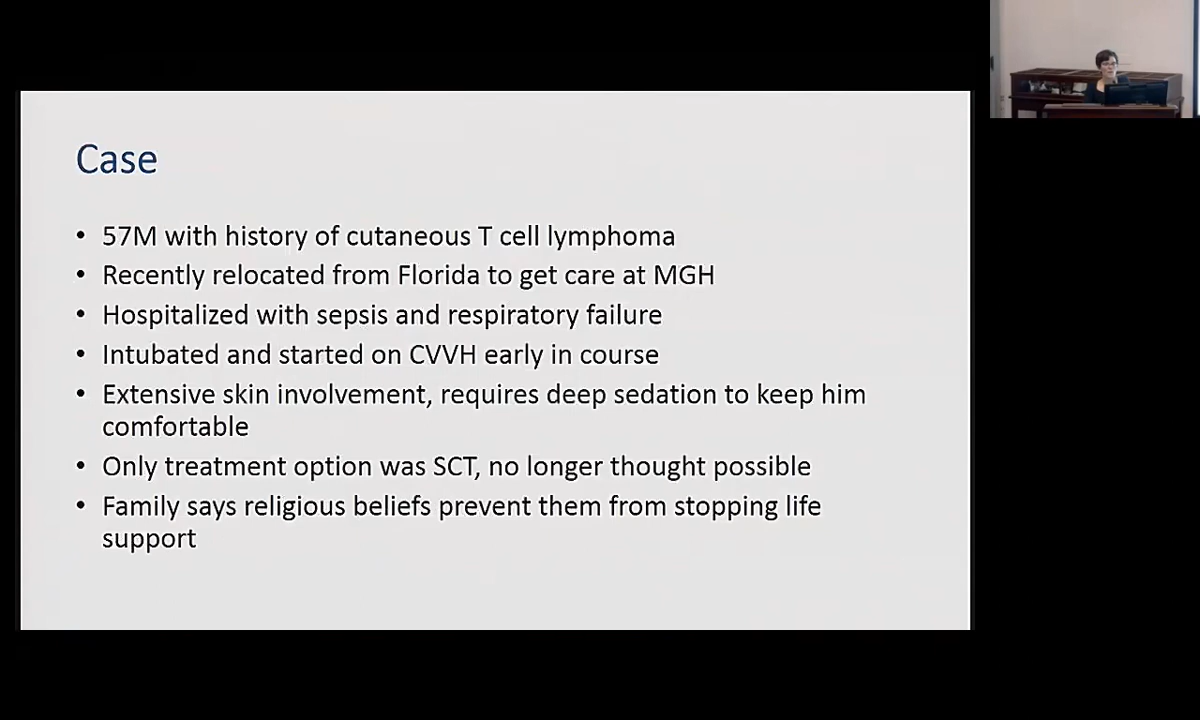 Case
• 57M with history of cutaneous T cell lymphoma
• Recently relocated from Florida to get care at MGH
• Hospitalized with sepsis and respiratory failure
• Intubated and started on CVVH early in course
• Extensive skin involvement, requires deep sedation to keep him
comfortable
• Only treatment option was SCT, no longer thought possible
• Family says religious beliefs prevent them from stopping life
support